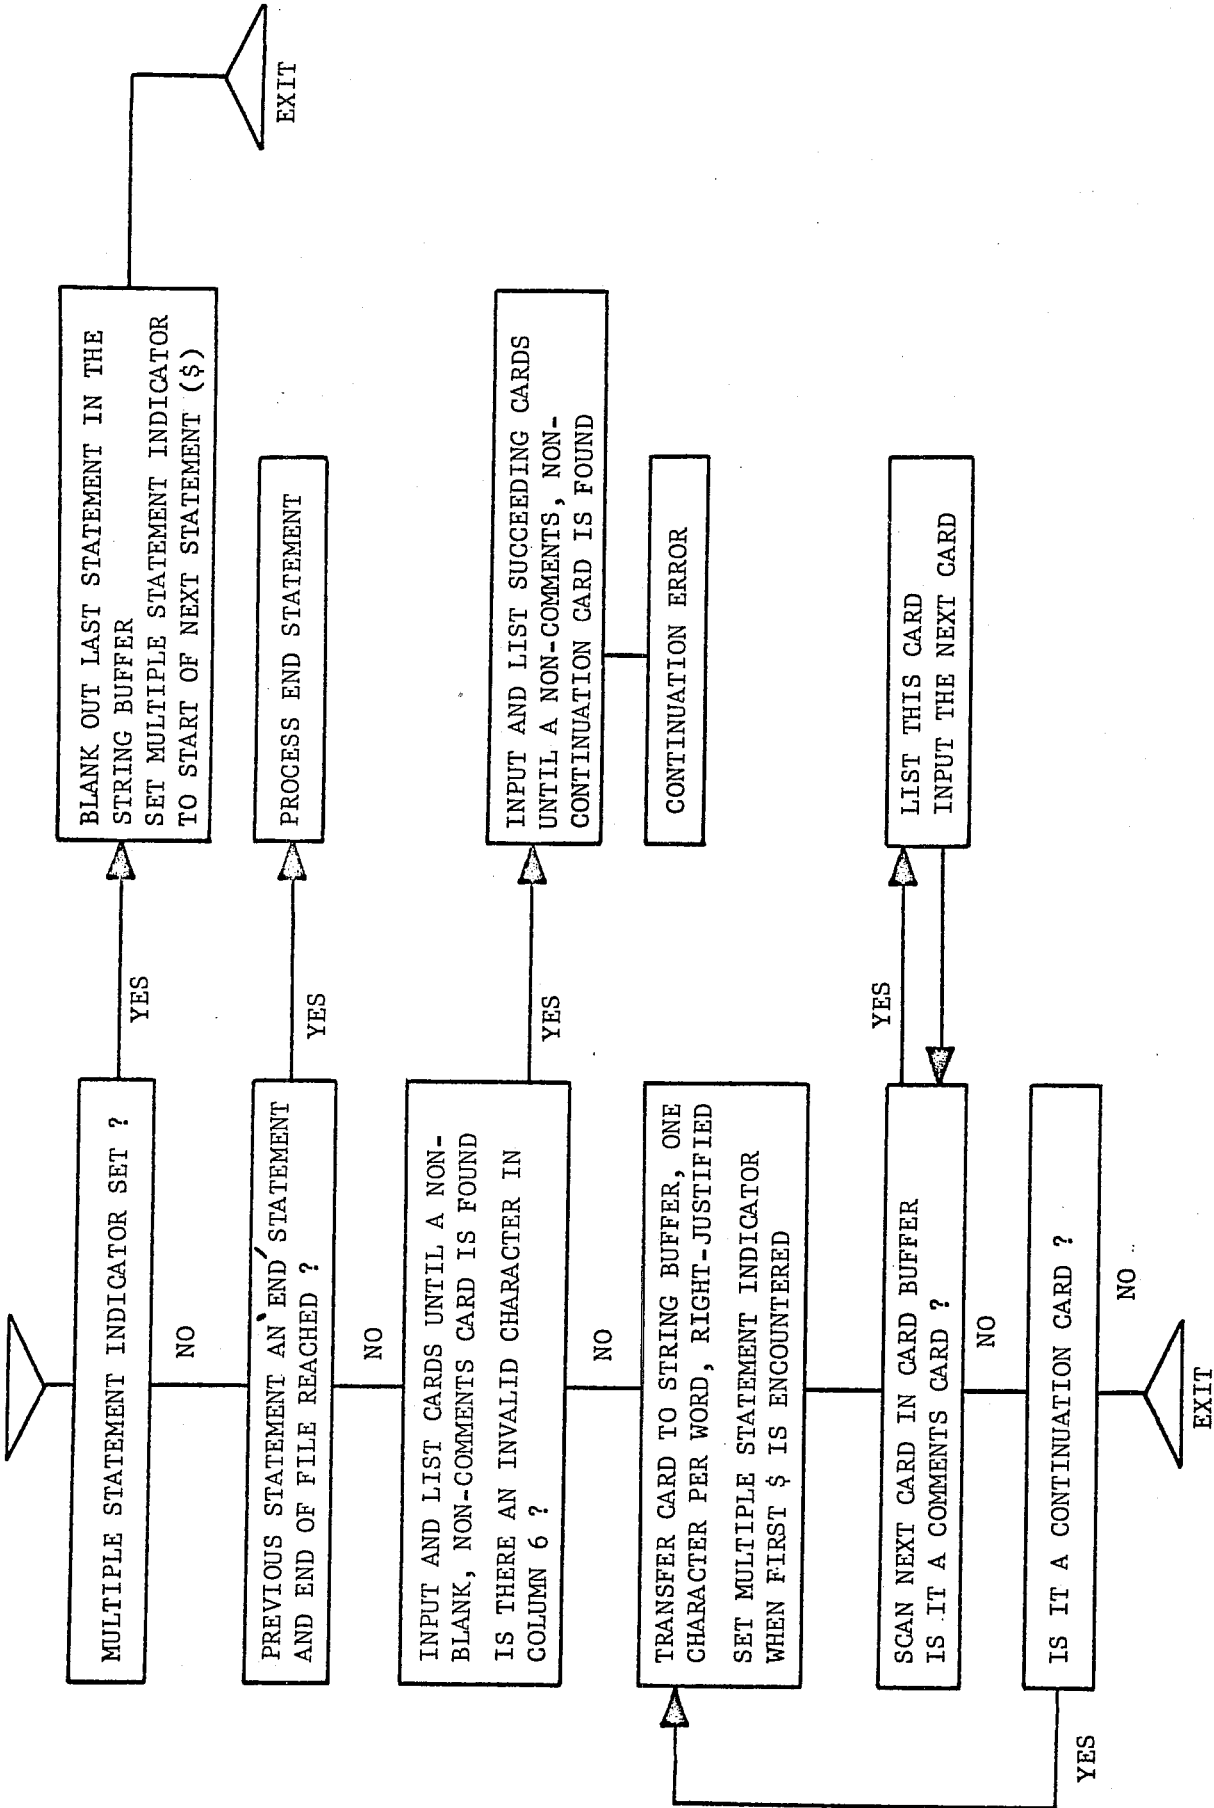 MULTIPLE STATEMENT INDICATOR SET ?
YES
BLANK OUT LAST STATEMENT IN THE
STRING BUFFER
SET MULTIPLE STATEMENT INDICATOR
TO START OF NEXT STATEMENT ($)
EXIT
NO
PREVIOUS STATEMENT AN 'END' STATEMENT
AND END OF FILE REACHED ?
YES
PROCESS END STATEMENT
NO
INPUT AND LIST CARDS UNTIL A NON-
BLANK, NON-COMMENTS CARD IS FOUND
IS THERE AN INVALID CHARACTER IN
COLUMN 6 ?
YES
INPUT AND LIST SUCCEEDING CARDS
UNTIL A NON-COMMENTS, NON-
CONTINUATION CARD IS FOUND
CONTINUATION ERROR
NO
TRANSFER CARD TO STRING BUFFER, ONE
CHARACTER PER WORD, RIGHT-JUSTIFIED
SET MULTIPLE STATEMENT INDICATOR
WHEN FIRST $ IS ENCOUNTERED
SCAN NEXT CARD IN CARD BUFFER
IS IT A COMMENTS CARD ?
YES
LIST THIS CARD
INPUT THE NEXT CARD
NO
IS IT A CONTINUATION CARD ?
YES
NO
EXIT